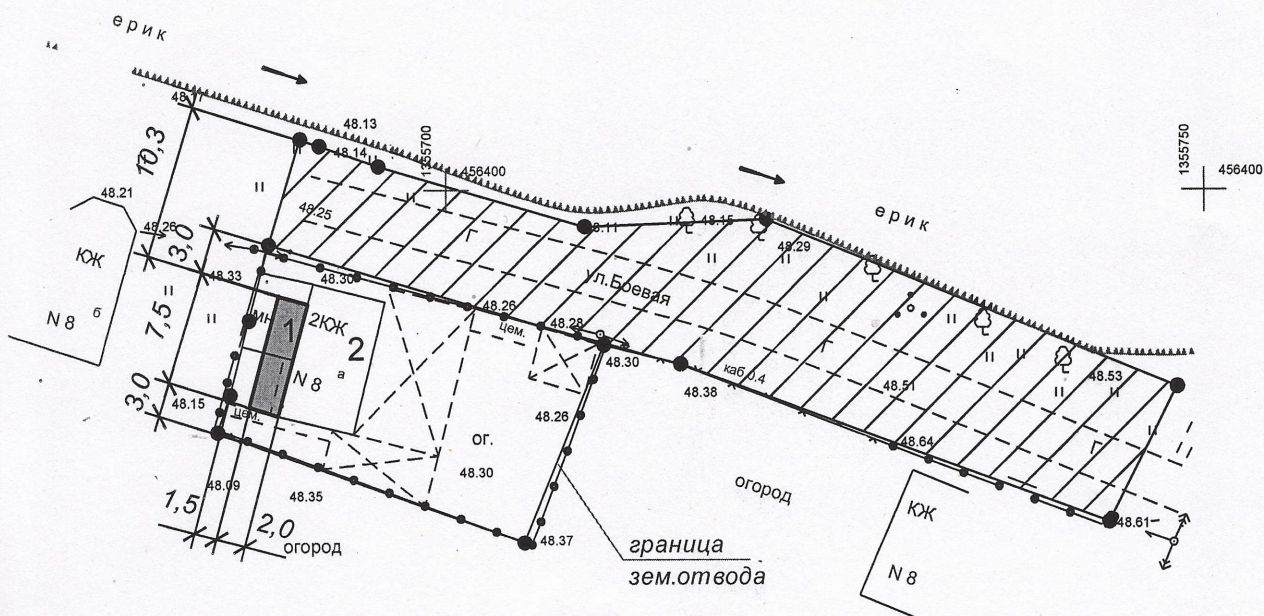 ерик
48.13
48.14
1355700
456400
1355750
456400
10,3
48.21
48.26
3,0
48.25
Г
ул.Боевая
48.11
48.15
48.29
ерик
КЖ
N 8
б
48.33
48.30
7,5
1
2КЖ
2
N 8
а
48.26
цем.
48.28
48.30
каб 0.4
48.38
Г
48.51
48.53
48.64
Г
48.61
3,0
48.15
цем.
ог.
48.30
48.26
48.09
48.35
1,5
2,0
огород
48.37
граница
зем.отвода
огород
КЖ
N 8